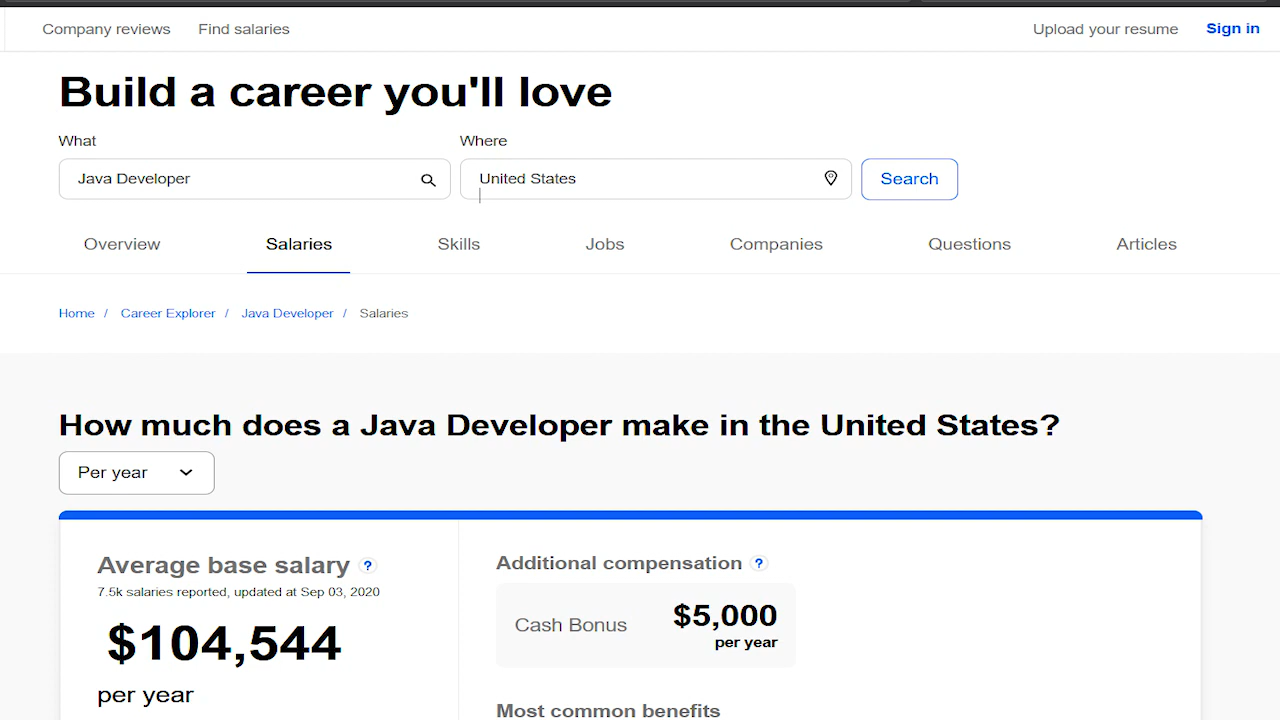 Company reviews Find salaries Upload your resume Sign in
Build a career you'll love
What Where
Java Developer United States Search
Overview Salaries Skills Jobs Companies Questions Articles
Home / Career Explorer / Java Developer / Salaries
How much does a Java Developer make in the United States?
Per year
Average base salary ?
7.5k salaries reported, updated at Sep 03, 2020
$104,544
per year
Additional compensation ?
Cash Bonus $5,000
per year
Most common benefits